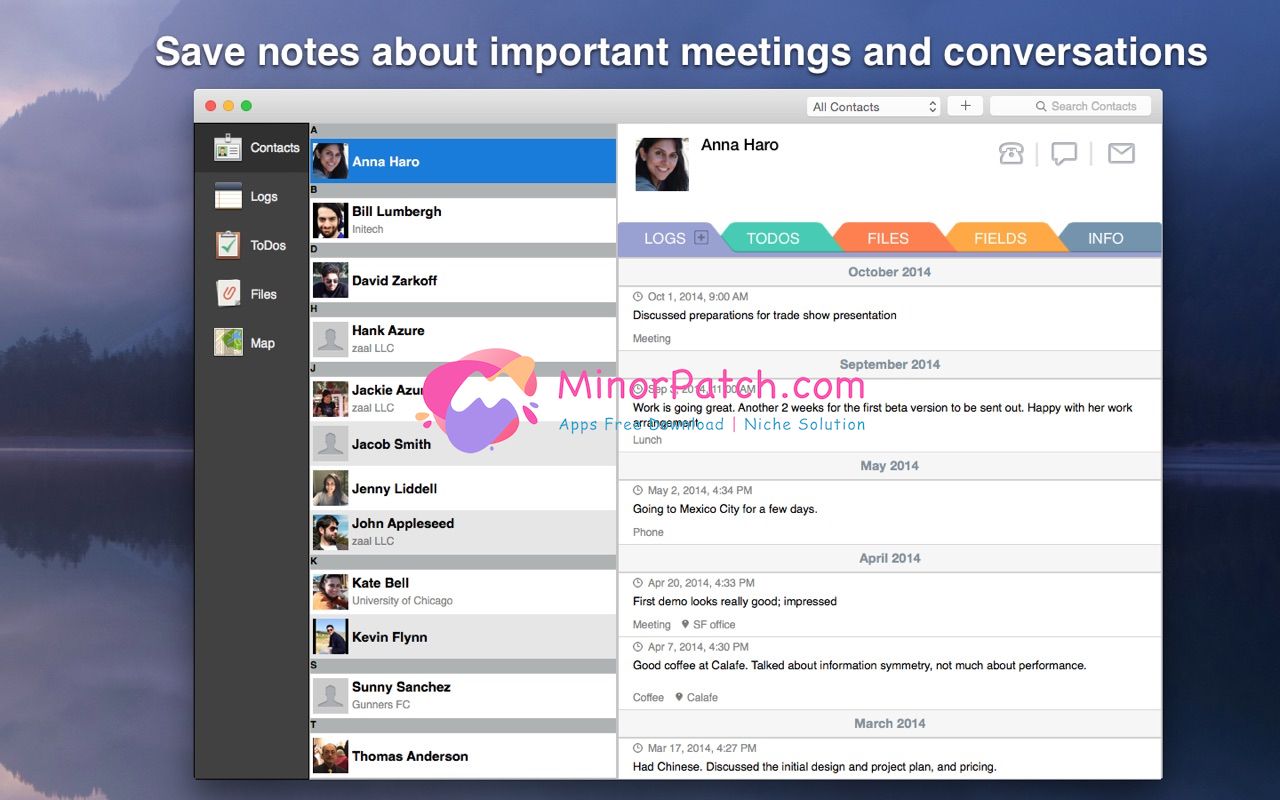 Save notes about important meetings and conversations
All Contacts
Search Contacts
Contacts
Logs
ToDos
Files
Map
A
Anna Haro
B
Bill Lumbergh
Initech
D
David Zarkoff
H
Hank Azure
zaal LLC
J
Jackie Azur
zaal LLC
Jacob Smith
Jenny Liddell
John Appleseed
zaal LLC
K
Kate Bell
University of Chicago
Kevin Flynn
S
Sunny Sanchez
Gunners FC
T
Thomas Anderson
Anna Haro
LOGS
TODOS
FILES
FIELDS
INFO
October 2014
Oct 1, 2014, 9:00 AM
Discussed preparations for trade show presentation
Meeting
September 2014
Sep 3, 2014, 11:00 AM
Work is going great. Another 2 weeks for the first beta version to be sent out. Happy with her work
arrangement
Lunch
MinorPatch.com
Apps Free Download | Niche Solution
May 2014
May 2, 2014, 4:34 PM
Going to Mexico City for a few days.
Phone
April 2014
Apr 20, 2014, 4:33 PM
First demo looks really good; impressed
Meeting SF office
Apr 7, 2014, 4:30 PM
Good coffee at Calafe. Talked about information symmetry, not much about performance.
Coffee Calafe
March 2014
Mar 17, 2014, 4:27 PM
Had Chinese. Discussed the initial design and project plan, and pricing.